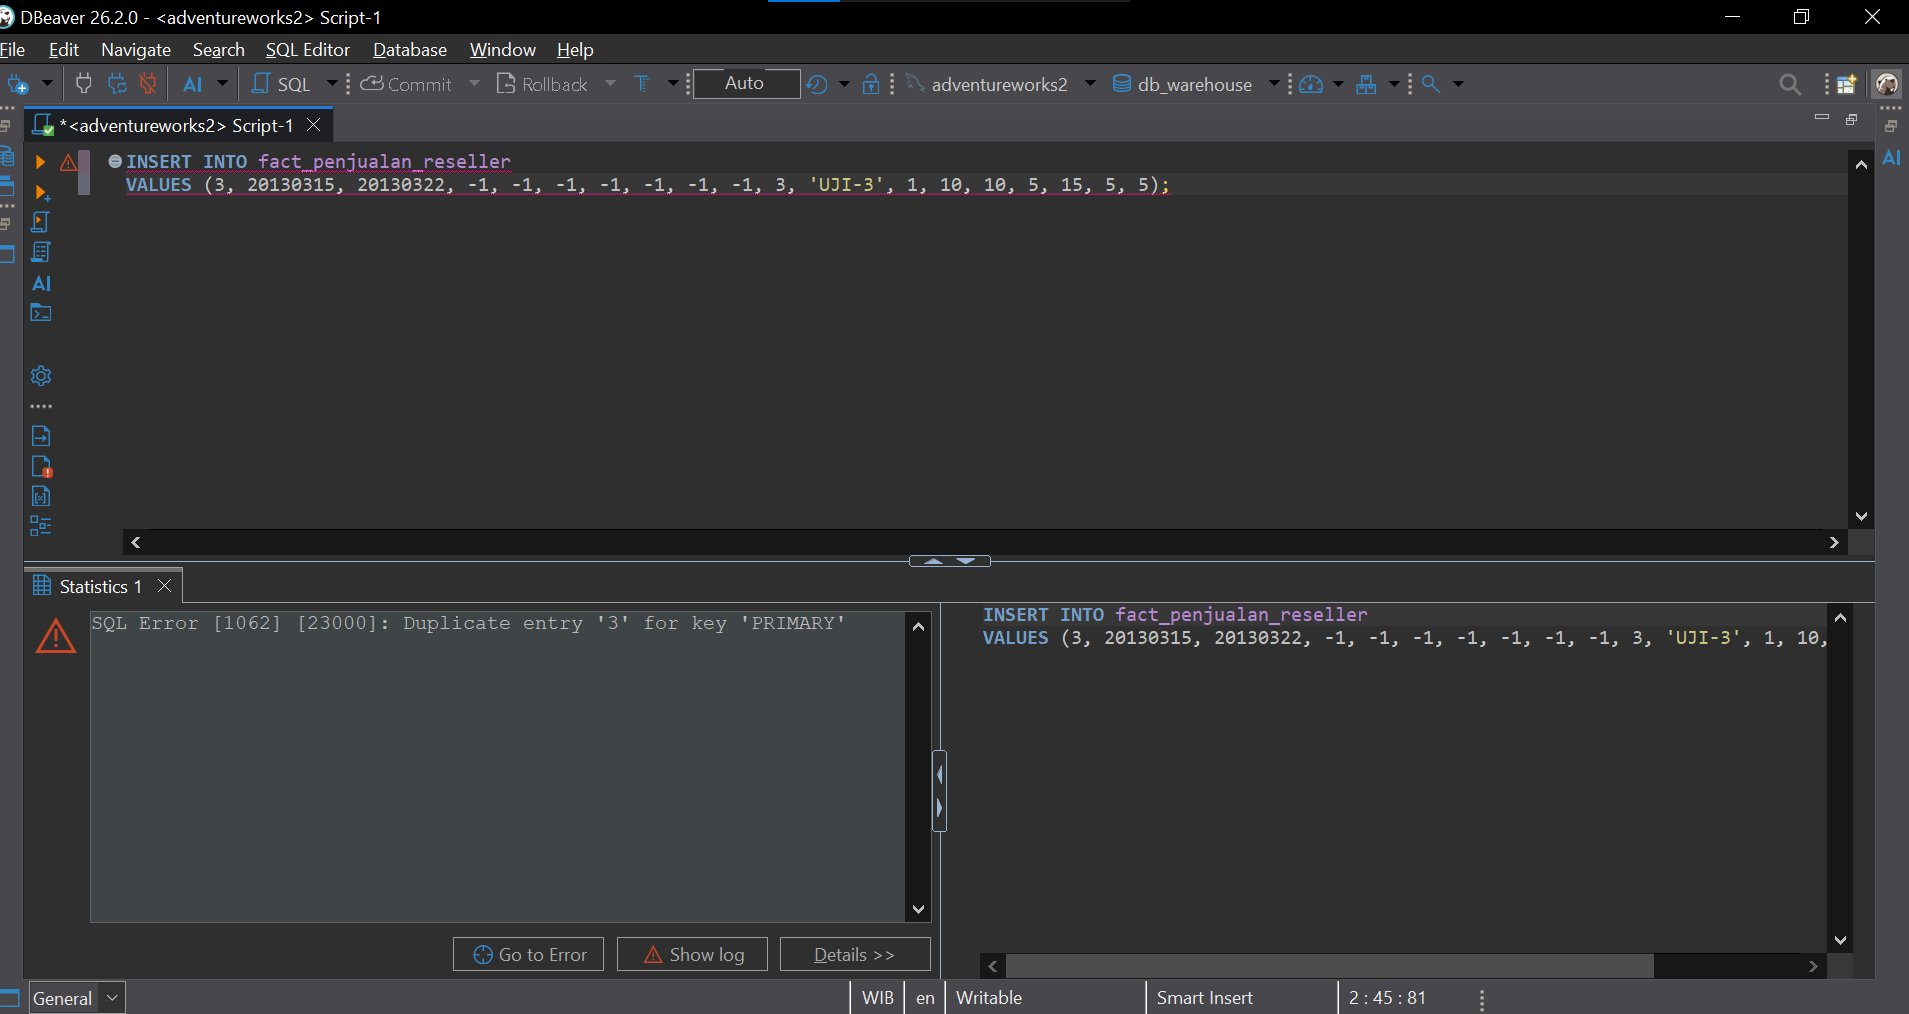 DBeaver 26.2.0 - <adventureworks2> Script-1
File Edit Navigate Search SQL Editor Database Window Help
AI SQL Commit Rollback T Auto adventureworks2 db_warehouse
*<adventureworks2> Script-1
AI
INSERT INTO fact_penjualan_reseller
VALUES (3, 20130315, 20130322, -1, -1, -1, -1, -1, -1, -1, 3, 'UJI-3', 1, 10, 10, 5, 15, 5, 5);
AI
Statistics 1
SQL Error [1062] [23000]: Duplicate entry '3' for key 'PRIMARY'
INSERT INTO fact_penjualan_reseller
VALUES (3, 20130315, 20130322, -1, -1, -1, -1, -1, -1, -1, 3, 'UJI-3', 1, 10,
Go to Error Show log Details >>
General WIB en Writable Smart Insert 2 : 45 : 81